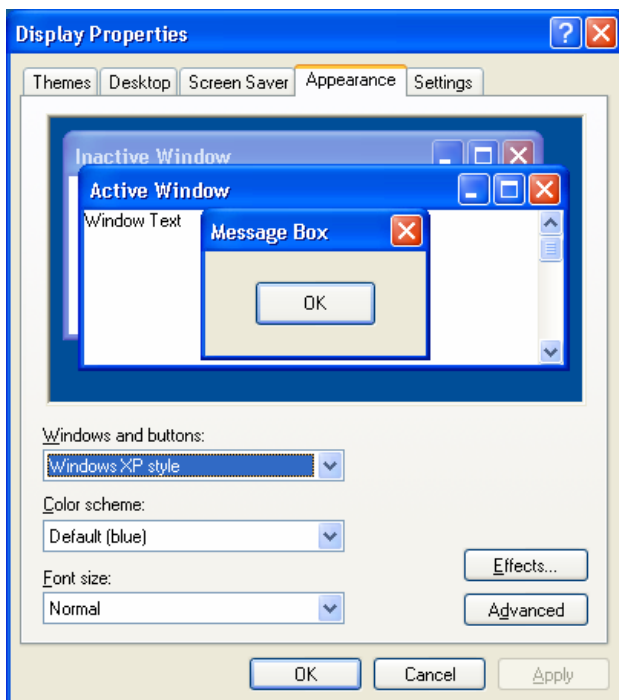 Display Properties
Themes Desktop Screen Saver Appearance Settings
Inactive Window
Active Window
Window Text
Message Box
OK
Windows and buttons:
Windows XP style
Color scheme:
Default (blue)
Effects...
Font size:
Normal
Advanced
OK Cancel Apply